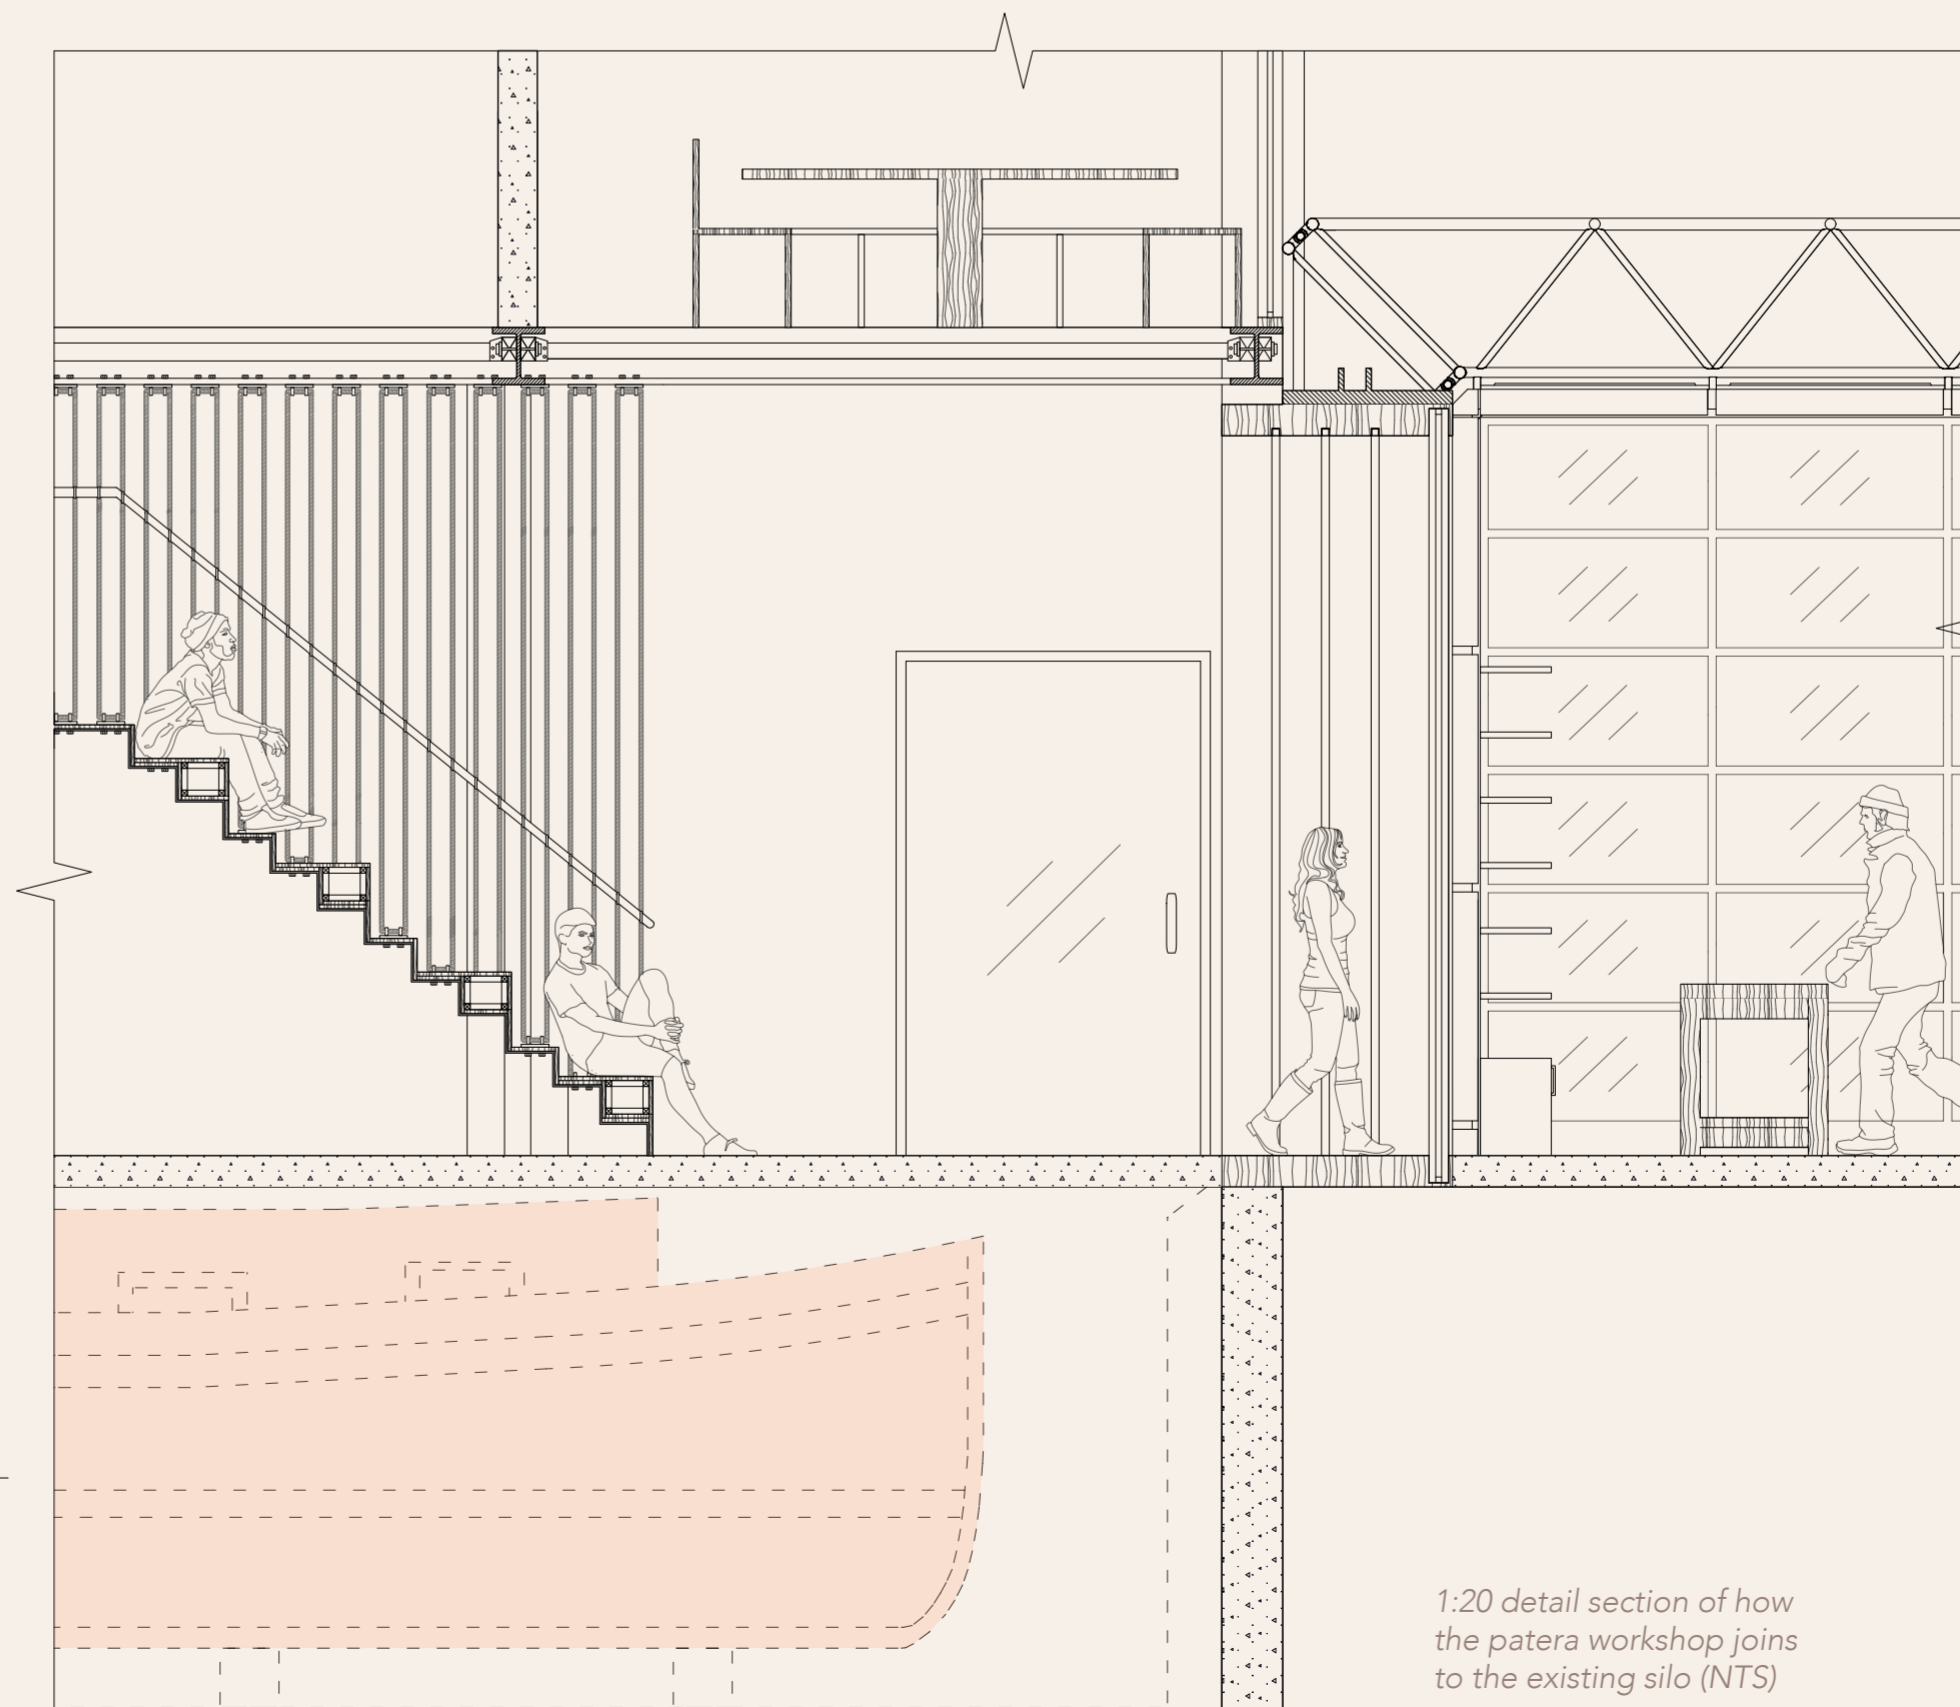 1:20 detail section of how
the patera workshop joins
to the existing silo (NTS)